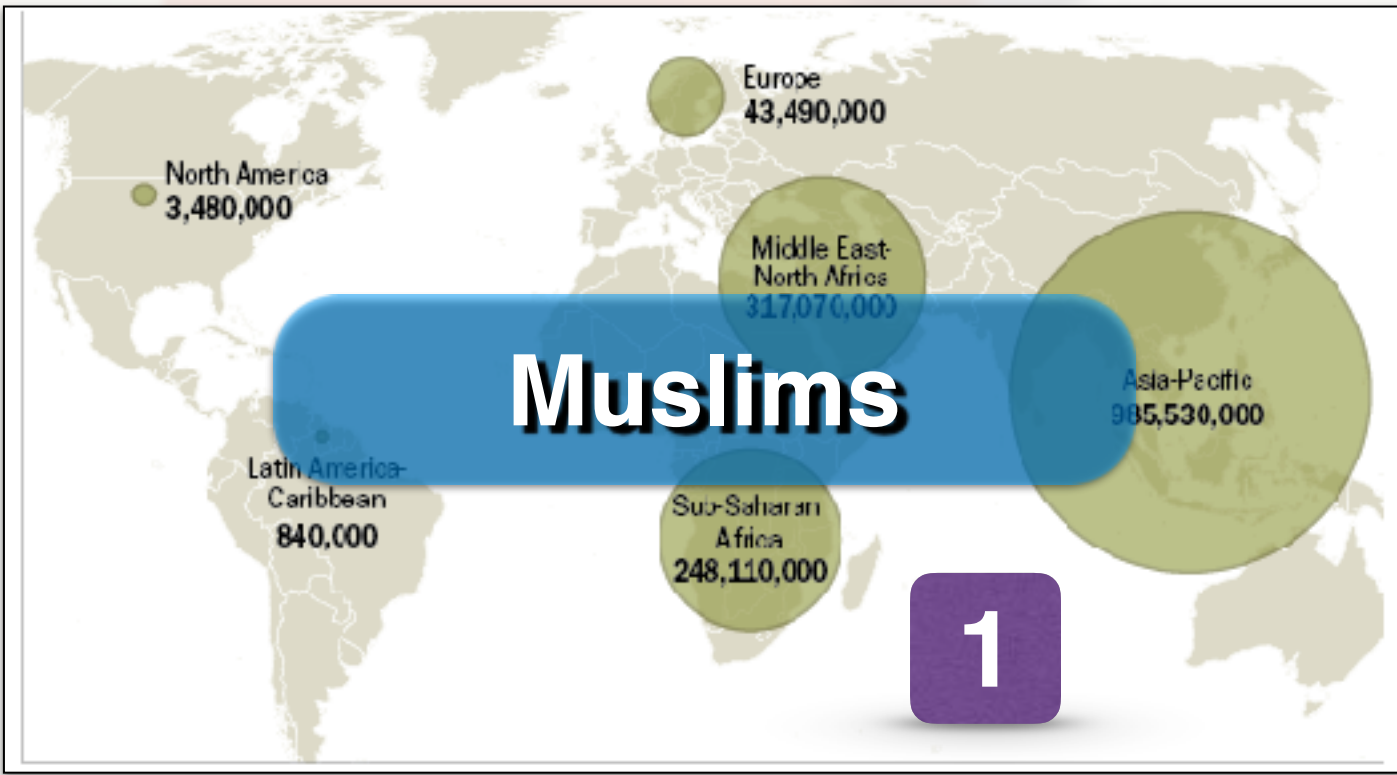 Europe
43,490,000
North America
3,480,000
Middle East-
North Africa
317,070,000
Muslims
Asia-Pacific
985,530,000
Latin America-
Caribbean
840,000
Sub-Saharan
Africa
248,110,000
1